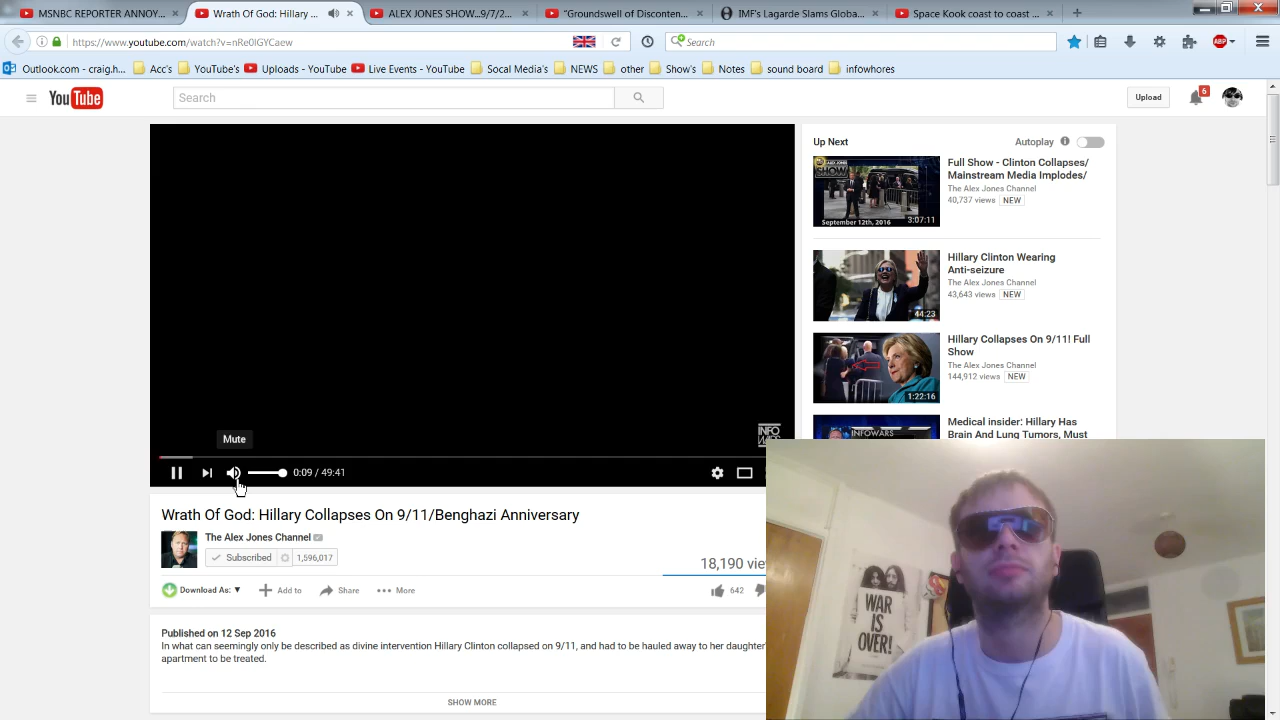 MSNBC REPORTER ANNOY...
Wrath Of God: Hillary ...
ALEX JONES SHOW...9/7/2...
"Groundswell of Disconten...
IMF's Lagarde Slams Globa...
Space Kook coast to coast ...
https://www.youtube.com/watch?v=nRe0lGYCaew
Search
ABP
Outlook.com - craig.h...
Acc's
YouTube's
Uploads - YouTube
Live Events - YouTube
Socal Media's
NEWS
other
Show's
Notes
sound board
infowhores
YouTube
Search
Upload
6
Up Next
Autoplay
Full Show - Clinton Collapses/
Mainstream Media Implodes/
The Alex Jones Channel
40,737 views NEW
SHOW
September 12th, 2016
3:07:11
Hillary Clinton Wearing
Anti-seizure
The Alex Jones Channel
43,643 views NEW
44:23
Hillary Collapses On 9/11! Full
Show
The Alex Jones Channel
144,912 views NEW
1:22:16
Medical insider: Hillary Has
Brain And Lung Tumors, Must
INFOWARS
INFO
WARS
Mute
0:09 / 49:41
Wrath Of God: Hillary Collapses On 9/11/Benghazi Anniversary
The Alex Jones Channel
Subscribed
1,596,017
18,190 vie
Download As:
Add to
Share
More
642
Published on 12 Sep 2016
In what can seemingly only be described as divine intervention Hillary Clinton collapsed on 9/11, and had to be hauled away to her daughter
apartment to be treated.
SHOW MORE
WAR
IS
OVER!